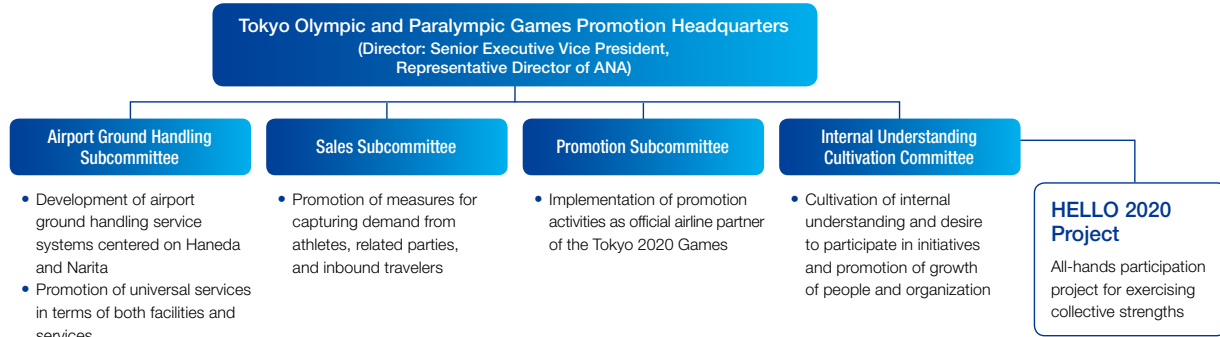 Tokyo Olympic and Paralympic Games Promotion Headquarters
(Director: Senior Executive Vice President,
Representative Director of ANA)
Airport Ground Handling
Subcommittee
• Development of airport
ground handling service
systems centered on Haneda
and Narita
• Promotion of universal services
in terms of both facilities and
services
Sales Subcommittee
• Promotion of measures for
capturing demand from
athletes, related parties,
and inbound travelers
Promotion Subcommittee
• Implementation of promotion
activities as official airline partner
of the Tokyo 2020 Games
Internal Understanding
Cultivation Committee
• Cultivation of internal
understanding and desire
to participate in initiatives
and promotion of growth
of people and organization
HELLO 2020
Project
All-hands participation
project for exercising
collective strengths